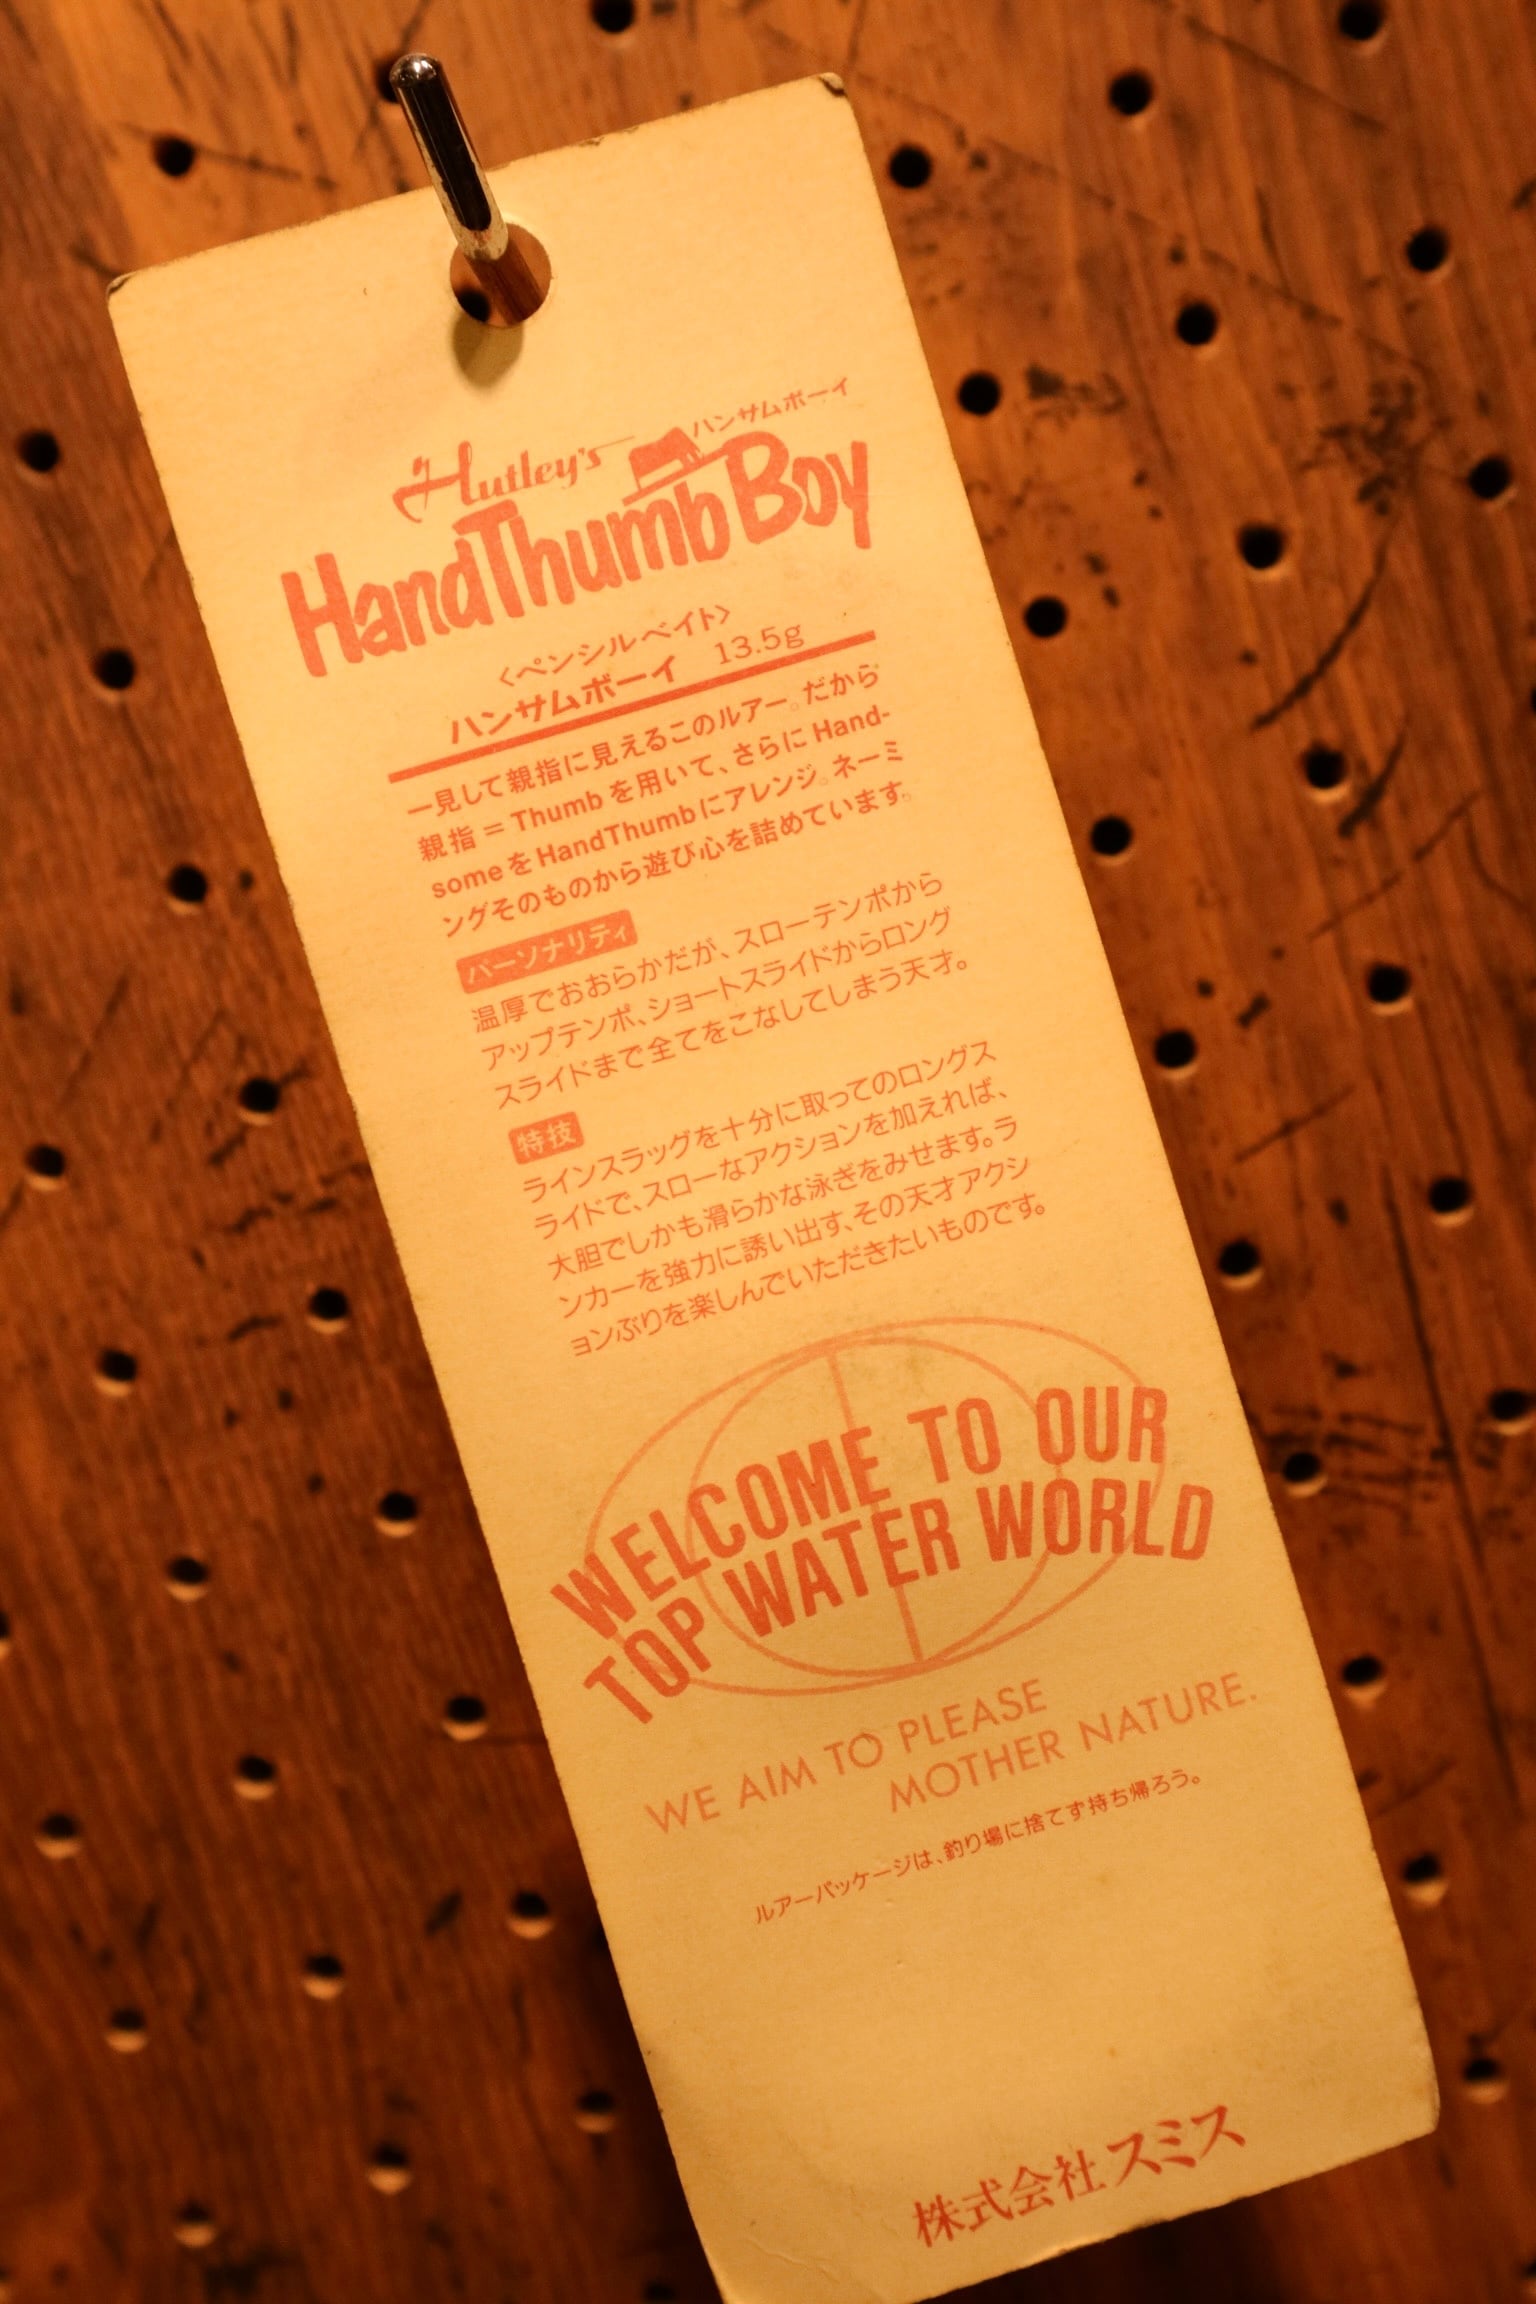 ハンサムボーイ
Hutley's
HandThumb Boy
〈ペンシルベイト〉
ハンサムボーイ 13.5g
一見して親指に見えるこのルアー。だから
親指=Thumbを用いて、さらにHand-
someをHandThumbにアレンジ。ネーミ
ングそのものから遊び心を詰めています。
パーソナリティ
温厚でおおらかだが、スローテンポから
アップテンポ、ショートスライドからロング
スライドまで全てをこなしてしまう天才。
特技
ラインスラッグを十分に取ってのロングス
ライドで、スローなアクションを加えれば、
大胆でしかも滑らかな泳ぎをみせます。ラ
ンカーを強力に誘い出す、その天才アクシ
ョンぶりを楽しんでいただきたいものです。
WELCOME TO OUR
TOP WATER WORLD
WE AIM TO PLEASE
MOTHER NATURE.
ルアーパッケージは、釣り場に捨てず持ち帰ろう。
株式会社スミス